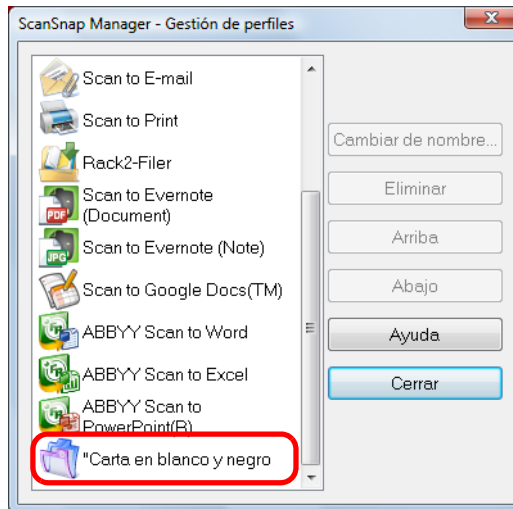 ScanSnap Manager - Gestión de perfiles
Scan to E-mail
Scan to Print
Rack2-Filer
Scan to Evernote
(Document)
Scan to Evernote (Note)
Scan to Google Docs(TM)
ABBYY Scan to Word
ABBYY Scan to Excel
ABBYY Scan to
PowerPoint(R)
"Carta en blanco y negro
Cambiar de nombre...
Eliminar
Arriba
Abajo
Ayuda
Cerrar
PDF
JPG